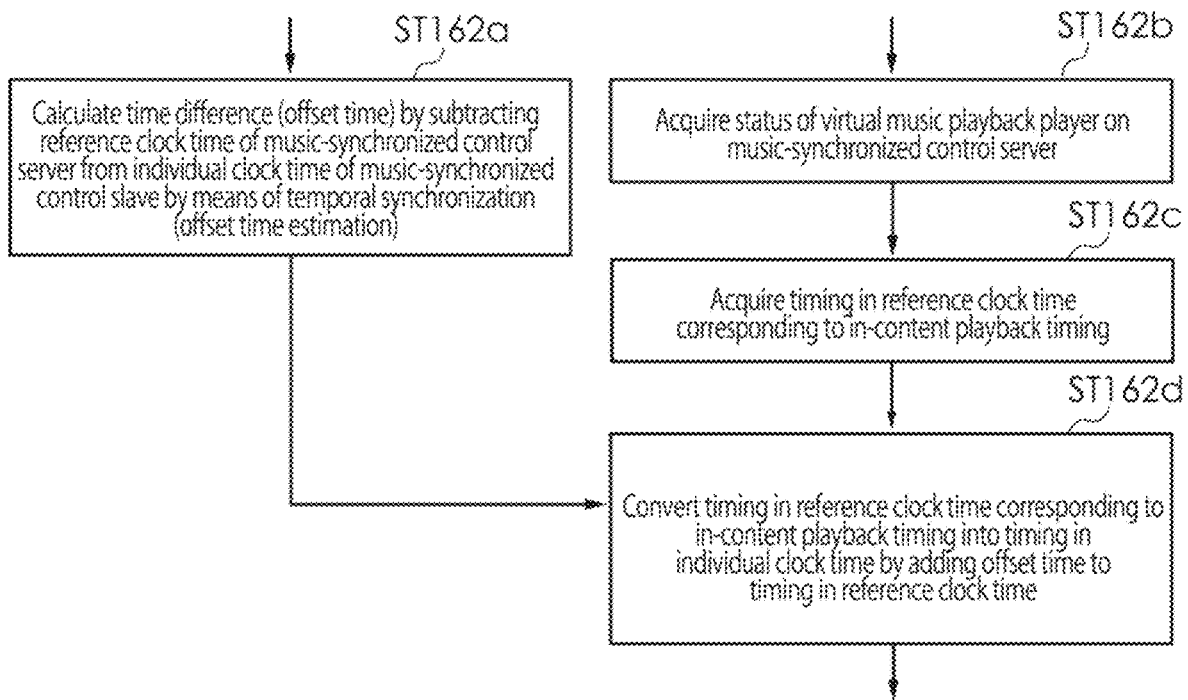 ST162a
Calculate time difference (offset time) by subtracting
reference clock time of music-synchronized control
server from individual clock time of music-synchronized
control slave by means of temporal synchronization
(offset time estimation)
ST162b
Acquire status of virtual music playback player on
music-synchronized control server
ST162c
Acquire timing in reference clock time
corresponding to in-content playback timing
ST162d
Convert timing in reference clock time corresponding to
in-content playback timing into timing in
individual clock time by adding offset time to
timing in reference clock time